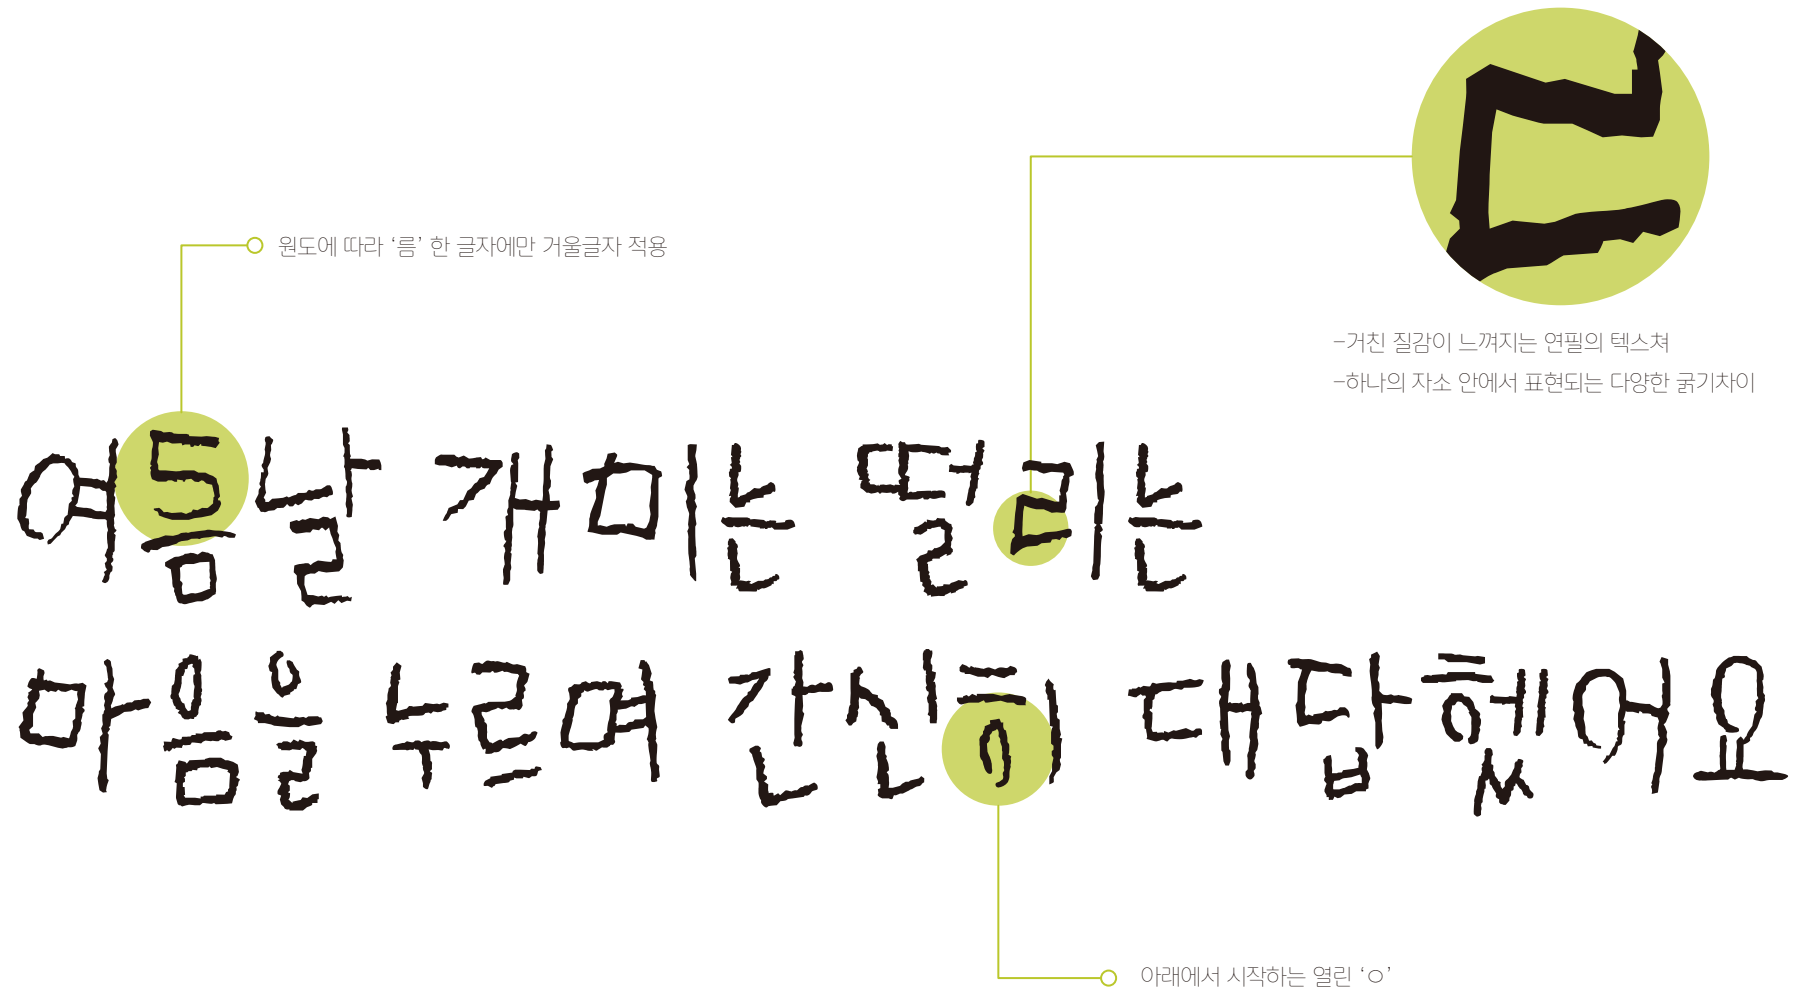 원도에 따라 ‘름’ 한 글자에만 거울글자 적용
-거친 질감이 느껴지는 연필의 텍스쳐
-하나의 자소 안에서 표현되는 다양한 굵기차이
여름날 개미는 떨리는
마음을 누르며 간신히 대답헸어요
아래에서 시작하는 열린 ‘ㅇ’